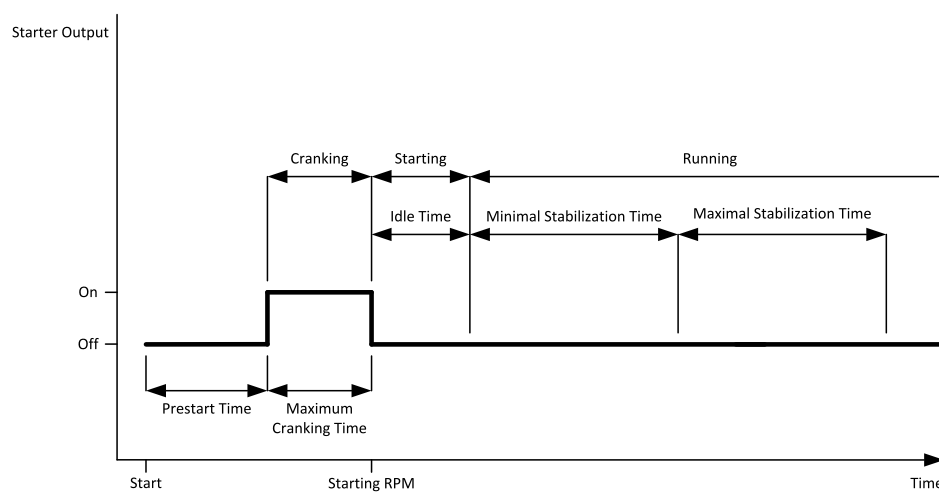 Starter Output
Cranking
Starting
Running
Idle Time
Minimal Stabilization Time
Maximal Stabilization Time
On
Off
Prestart Time
Maximum
Cranking Time
Start
Starting RPM
Time